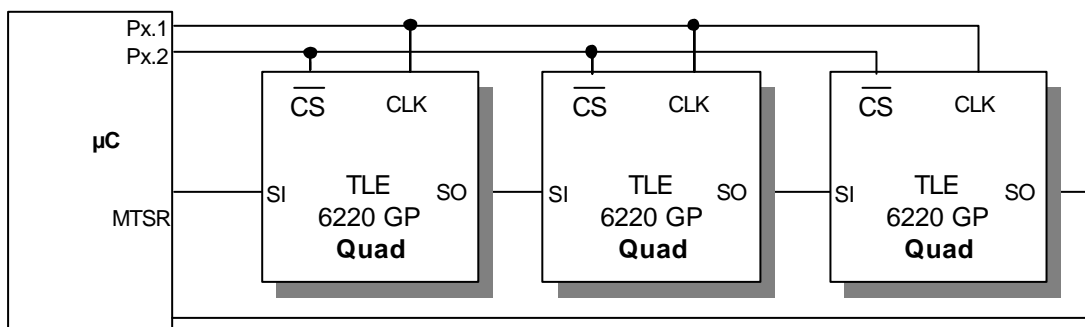 Px.1
Px.2
µC
MTSR
CS
CLK
SI
TLE
6220 GP
Quad
SO
CS
CLK
SI
TLE
6220 GP
Quad
SO
CS
CLK
SI
TLE
6220 GP
Quad
SO